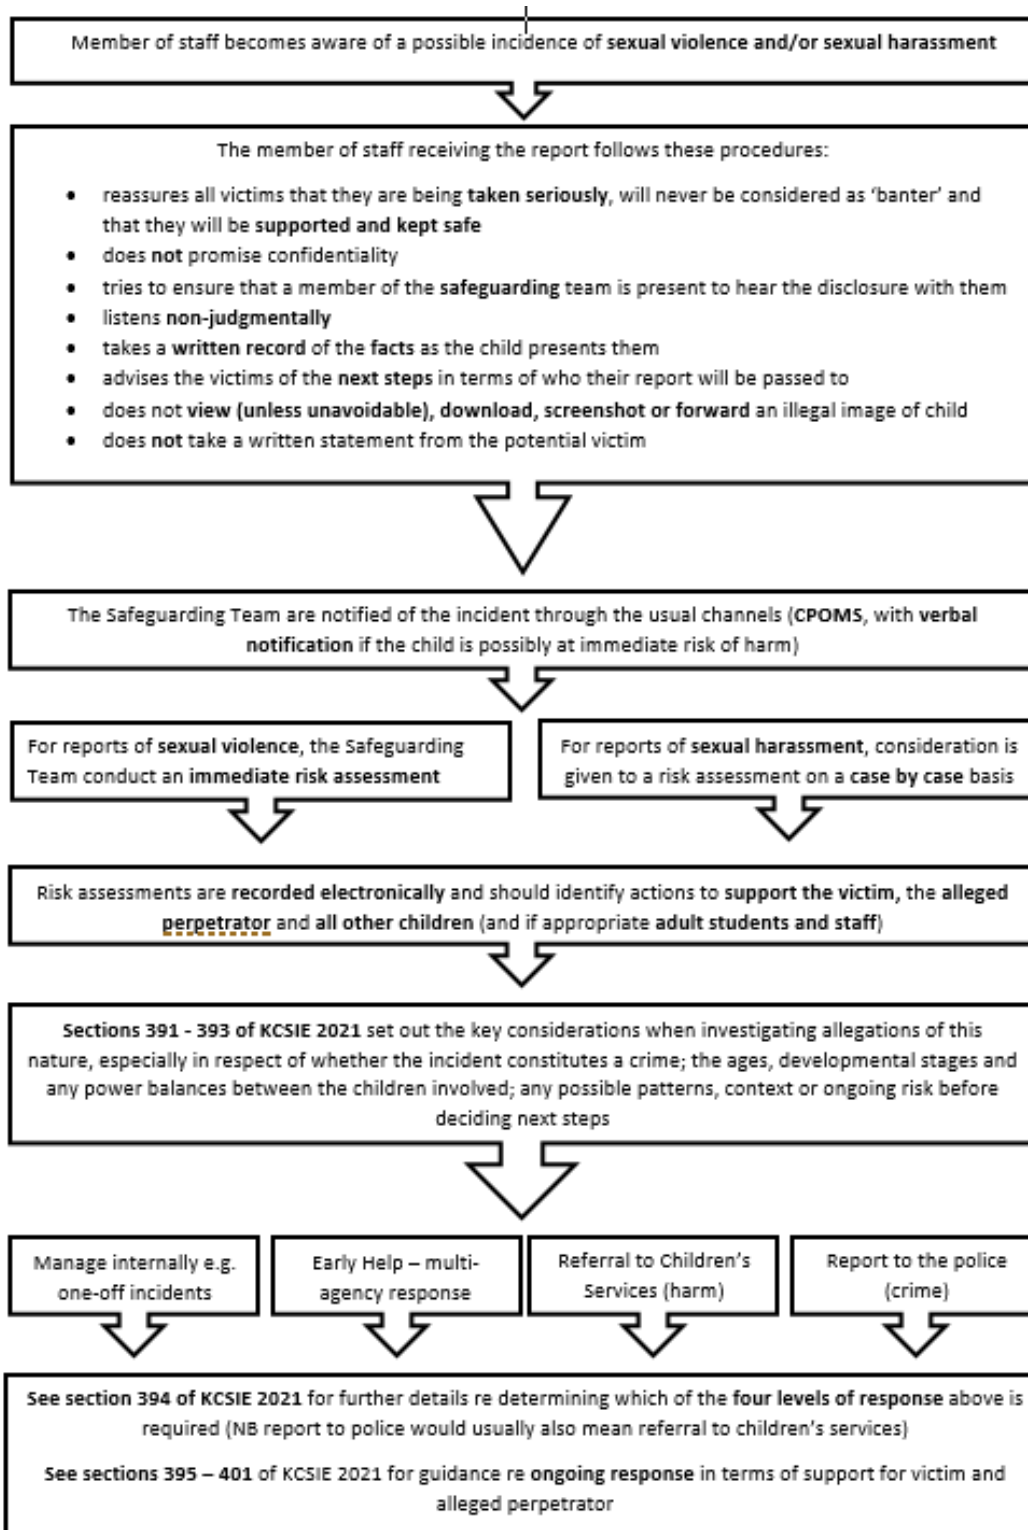 Member of staff becomes aware of a possible incidence of sexual violence and/or sexual harassment
The member of staff receiving the report follows these procedures:
• reassures all victims that they are being taken seriously, will never be considered as ‘banter’ and
that they will be supported and kept safe
• does not promise confidentiality
• tries to ensure that a member of the safeguarding team is present to hear the disclosure with them
• listens non-judgmentally
• takes a written record of the facts as the child presents them
• advises the victims of the next steps in terms of who their report will be passed to
• does not view (unless unavoidable), download, screenshot or forward an illegal image of child
• does not take a written statement from the potential victim
The Safeguarding Team are notified of the incident through the usual channels (CPOMS, with verbal
notification if the child is possibly at immediate risk of harm)
For reports of sexual violence, the Safeguarding
Team conduct an immediate risk assessment
For reports of sexual harassment, consideration is
given to a risk assessment on a case by case basis
Risk assessments are recorded electronically and should identify actions to support the victim, the alleged
perpetrator and all other children (and if appropriate adult students and staff)
Sections 391 - 393 of KCSIE 2021 set out the key considerations when investigating allegations of this
nature, especially in respect of whether the incident constitutes a crime; the ages, developmental stages and
any power balances between the children involved; any possible patterns, context or ongoing risk before
deciding next steps
Manage internally e.g.
one-off incidents
Early Help – multi-
agency response
Referral to Children’s
Services (harm)
Report to the police
(crime)
See section 394 of KCSIE 2021 for further details re determining which of the four levels of response above is
required (NB report to police would usually also mean referral to children’s services)
See sections 395 – 401 of KCSIE 2021 for guidance re ongoing response in terms of support for victim and
alleged perpetrator